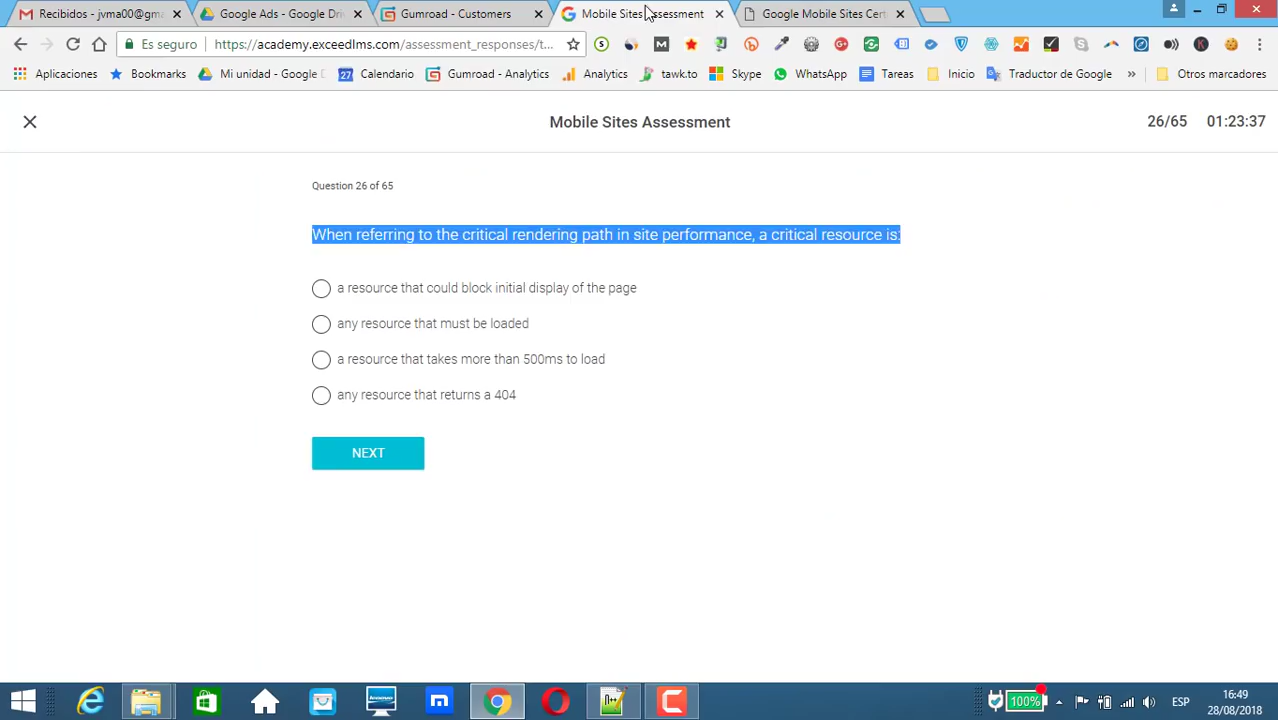 Recibidos - jvma00@gm
Google Ads - Google Dri
Gumroad - Customers
Mobile Sites Assessment
Google Mobile Sites Cert
Es seguro
https://academy.exceedlms.com/assessment_responses/t...
Aplicaciones
Bookmarks
Mi unidad - Google D
27
Calendario
Gumroad - Analytics
Analytics
tawk.to
Skype
WhatsApp
Tareas
Inicio
Traductor de Google
»
Otros marcadores
Mobile Sites Assessment
26/65
01:23:37
Question 26 of 65
When referring to the critical rendering path in site performance, a critical resource is:
a resource that could block initial display of the page
any resource that must be loaded
a resource that takes more than 500ms to load
any resource that returns a 404
NEXT
100%
ESP
16:49
28/08/2018